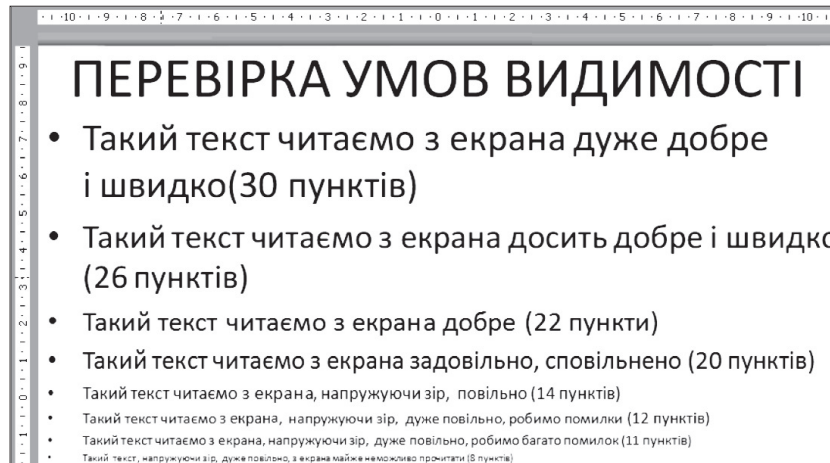 ПЕРЕВІРКА УМОВ ВИДИМОСТІ
• Такий текст читаємо з екрана дуже добре
і швидко(30 пунктів)
• Такий текст читаємо з екрана досить добре і швидко
(26 пунктів)
• Такий текст читаємо з екрана добре (22 пункти)
• Такий текст читаємо з екрана задовільно, сповільнено (20 пунктів)
• Такий текст читаємо з екрана, напружуючи зір, повільно (14 пунктів)
• Такий текст читаємо з екрана, напружуючи зір, дуже повільно, робимо помилки (12 пунктів)
• Такий текст читаємо з екрана, напружуючи зір, дуже повільно, робимо багато помилок (11 пунктів)
• Такий текст, напружуючи зір, дуже повільно, з екрана майже неможливо прочитати (8 пунктів)